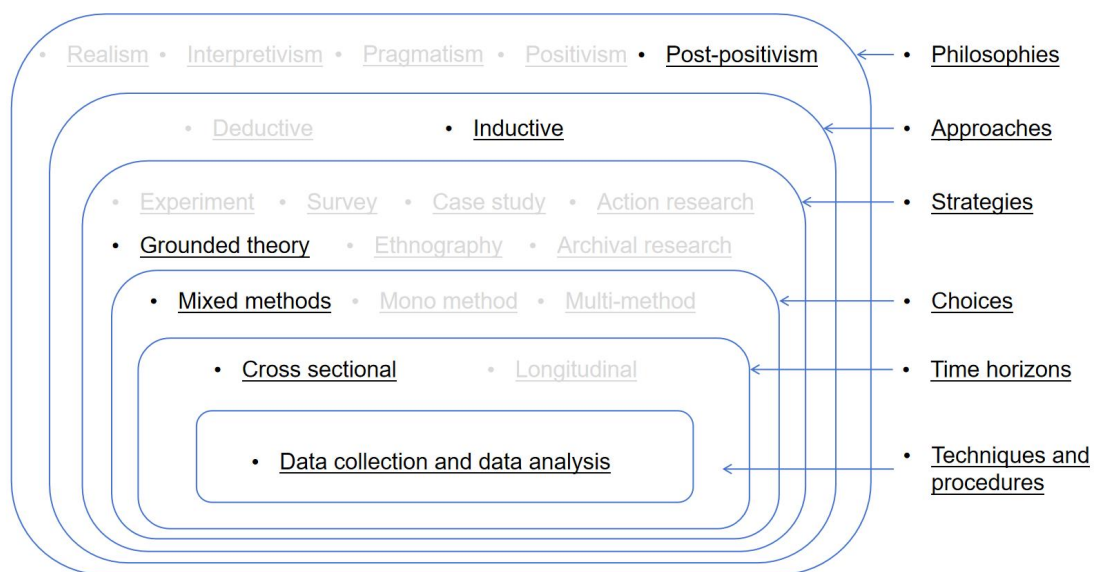 • Realism • Interpretivism • Pragmatism • Positivism • Post-positivism • Philosophies
• Deductive • Inductive • Approaches
• Experiment • Survey • Case study • Action research • Strategies
• Grounded theory • Ethnography • Archival research
• Mixed methods • Mono method • Multi-method • Choices
• Cross sectional • Longitudinal • Time horizons
• Data collection and data analysis • Techniques and
procedures